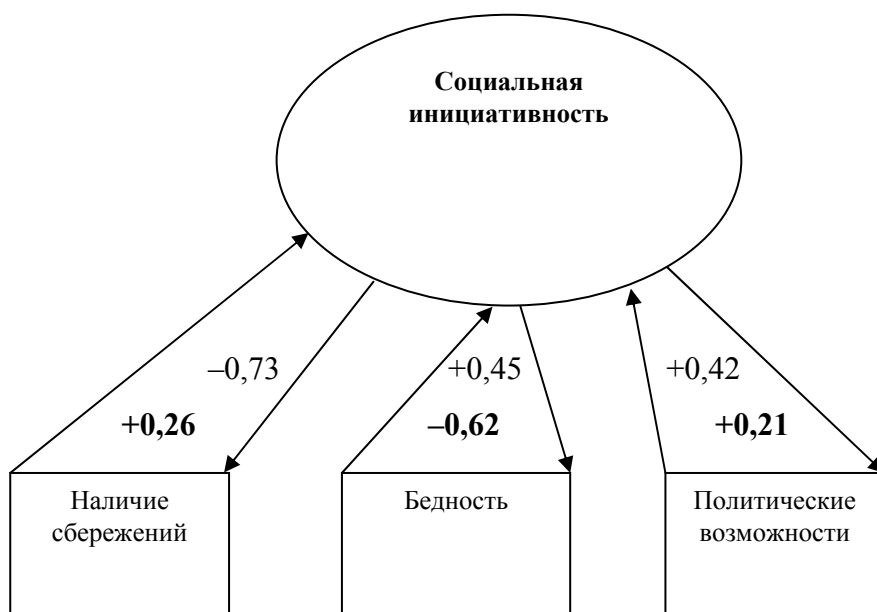 Социальная
инициативность
–0,73
+0,45
+0,42
+0,26
–0,62
+0,21
Наличие
сбережений
Бедность
Политические
возможности